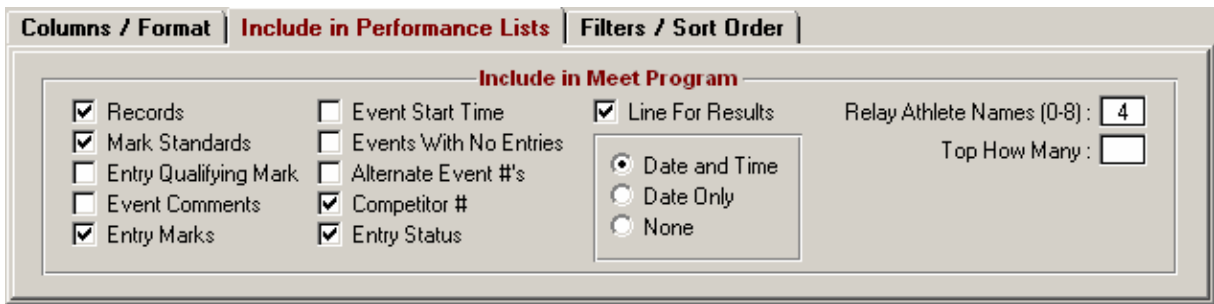 Columns / Format
Include in Performance Lists
Filters / Sort Order
Include in Meet Program
Records
Mark Standards
Entry Qualifying Mark
Event Comments
Entry Marks
Event Start Time
Events With No Entries
Alternate Event #'s
Competitor #
Entry Status
Line For Results
Date and Time
Date Only
None
Relay Athlete Names (0-8) : 4
Top How Many :